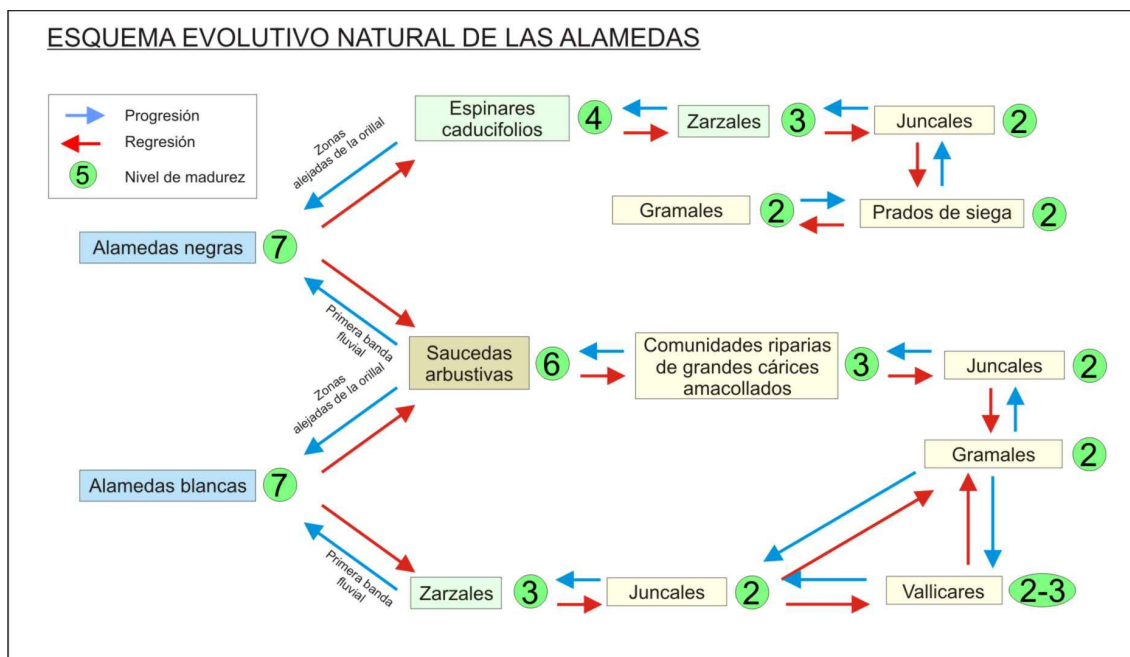 ESQUEMA EVOLUTIVO NATURAL DE LAS ALAMEDAS
Progresión
Regresión
5 Nivel de madurez
Espinares
caducifolios
4
Zarzales
3
Juncales
2
Zonas
alejadas de la orillal
Gramales
2
Prados de siega
2
Alamedas negras
7
Primera banda
fluvial
Saucedas
arbustivas
6
Comunidades riparias
de grandes cárices
amacollados
3
Juncales
2
Zonas
alejadas de la orillal
Gramales
2
Alamedas blancas
7
Primera banda
fluvial
Zarzales
3
Juncales
2
Vallicares
2-3